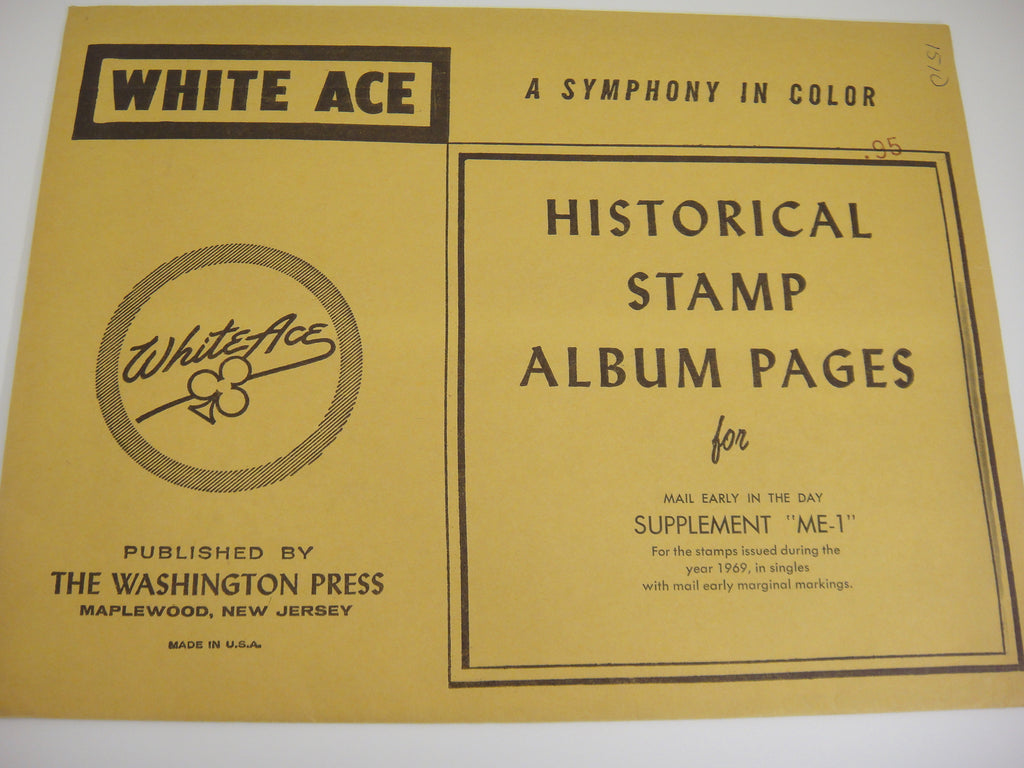 WHITE ACE
A SYMPHONY IN COLOR
.95
HISTORICAL
STAMP
ALBUM PAGES
for
MAIL EARLY IN THE DAY
SUPPLEMENT "ME-1"
For the stamps issued during the
year 1969, in singles
with mail early marginal markings.
White Ace
PUBLISHED BY
THE WASHINGTON PRESS
MAPLEWOOD, NEW JERSEY
MADE IN U.S.A.